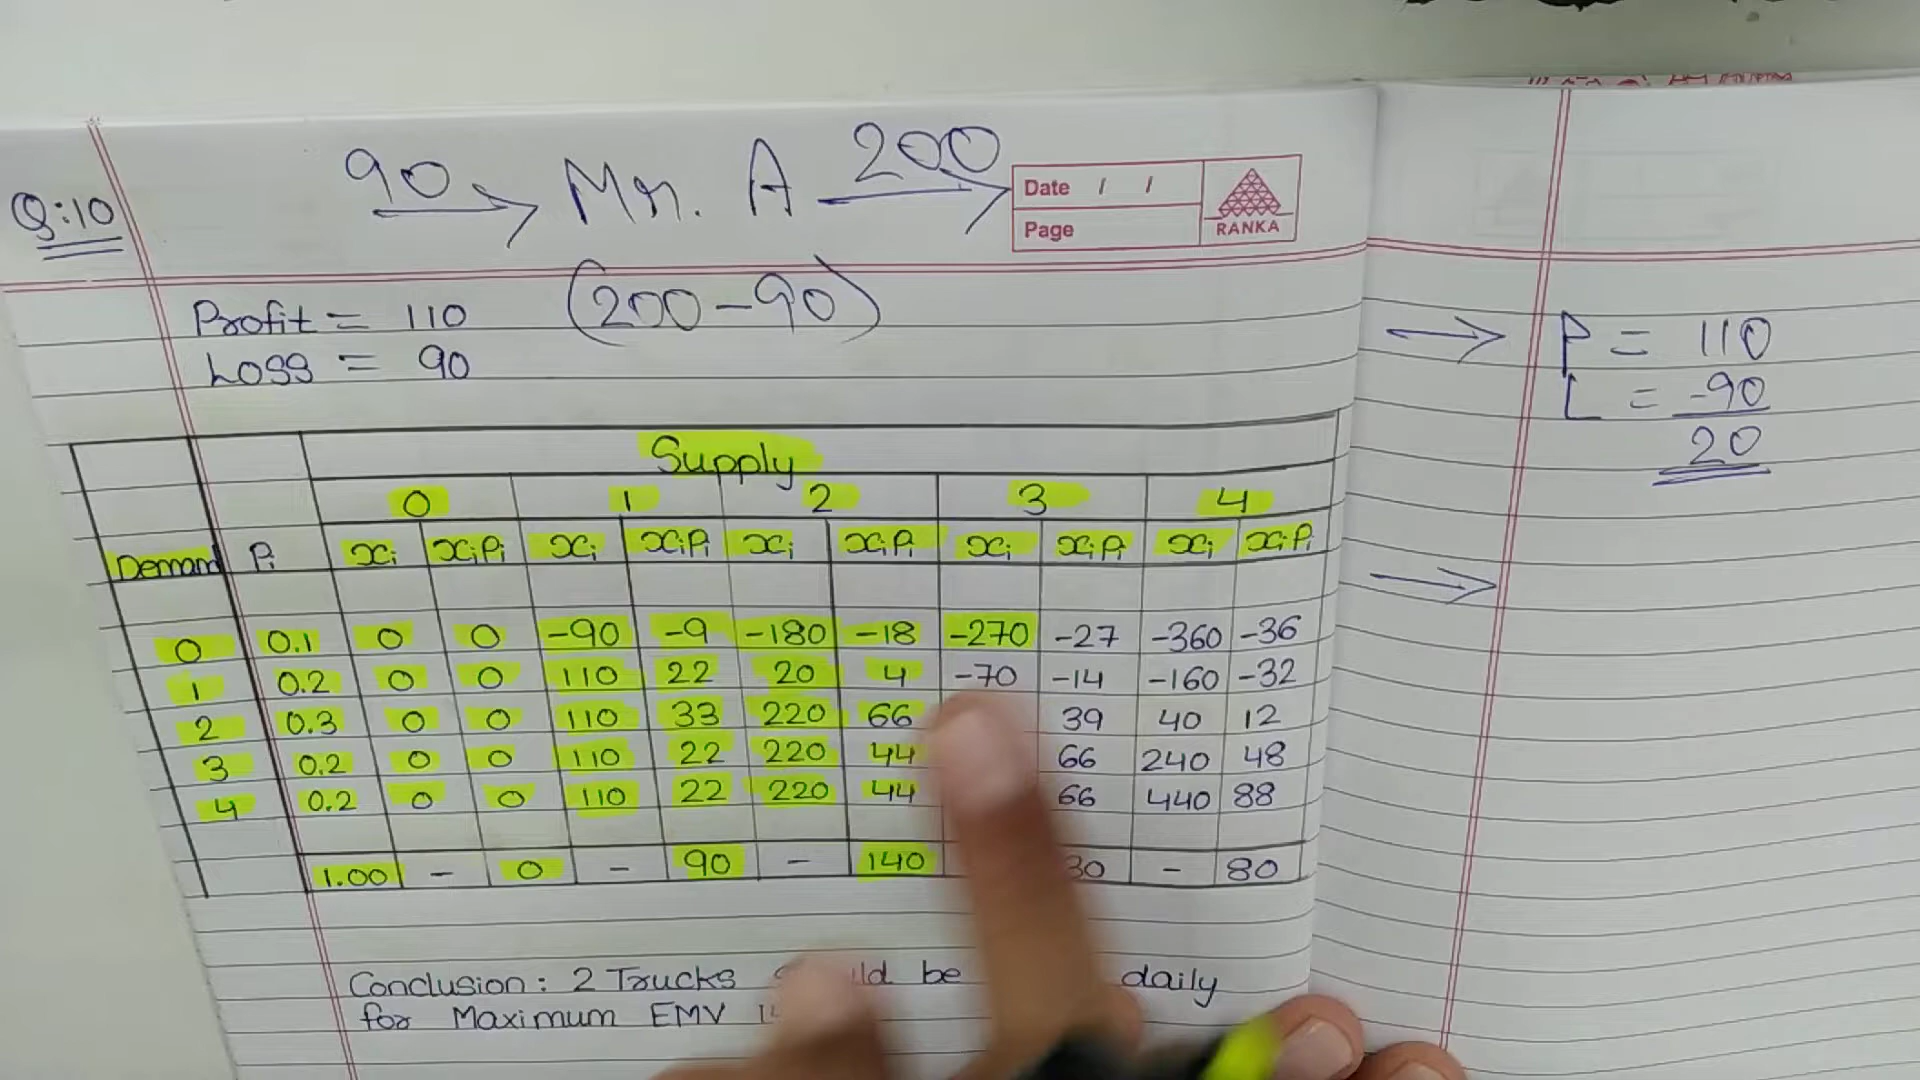 90 → Mr. A 200 →
Date / /
Page
RANKA
Q:10
Profit = 110 (200-90)
Loss = 90
P = 110
L = -90
20
Supply
0 1 2 3 4
Demand Pi xi xiPi xi xiPi xi xiPi xi xiPi xi xiPi
0 0.1 0 0 -90 -9 -180 -18 -270 -27 -360 -36
1 0.2 0 0 110 22 20 4 -70 -14 -160 -32
2 0.3 0 0 110 33 220 66 39 40 12
3 0.2 0 0 110 22 220 44 66 240 48
4 0.2 0 0 110 22 220 44 66 440 88
1.00 - 0 - 90 - 140 30 - 80
Conclusion: 2 Trucks be daily
for Maximum EMV